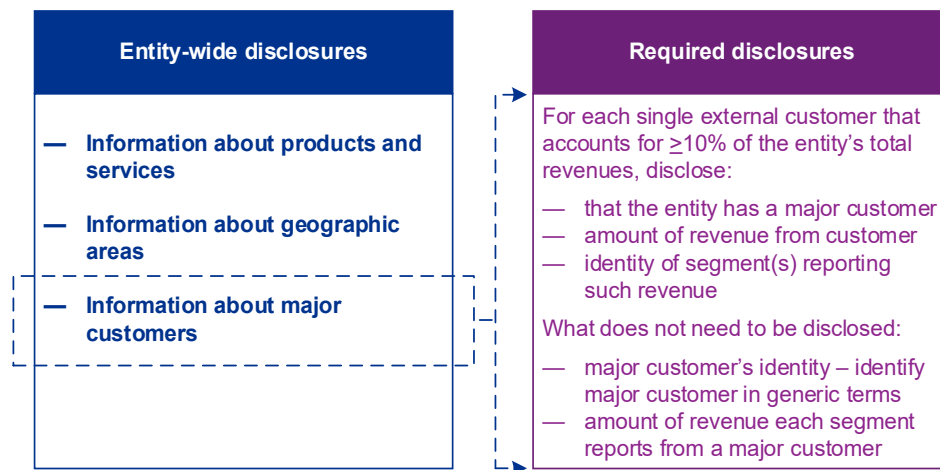 Entity-wide disclosures
— Information about products and
services
— Information about geographic
areas
— Information about major
customers
Required disclosures
For each single external customer that
accounts for ≥10% of the entity’s total
revenues, disclose:
— that the entity has a major customer
— amount of revenue from customer
— identity of segment(s) reporting
such revenue
What does not need to be disclosed:
— major customer’s identity – identify
major customer in generic terms
— amount of revenue each segment
reports from a major customer